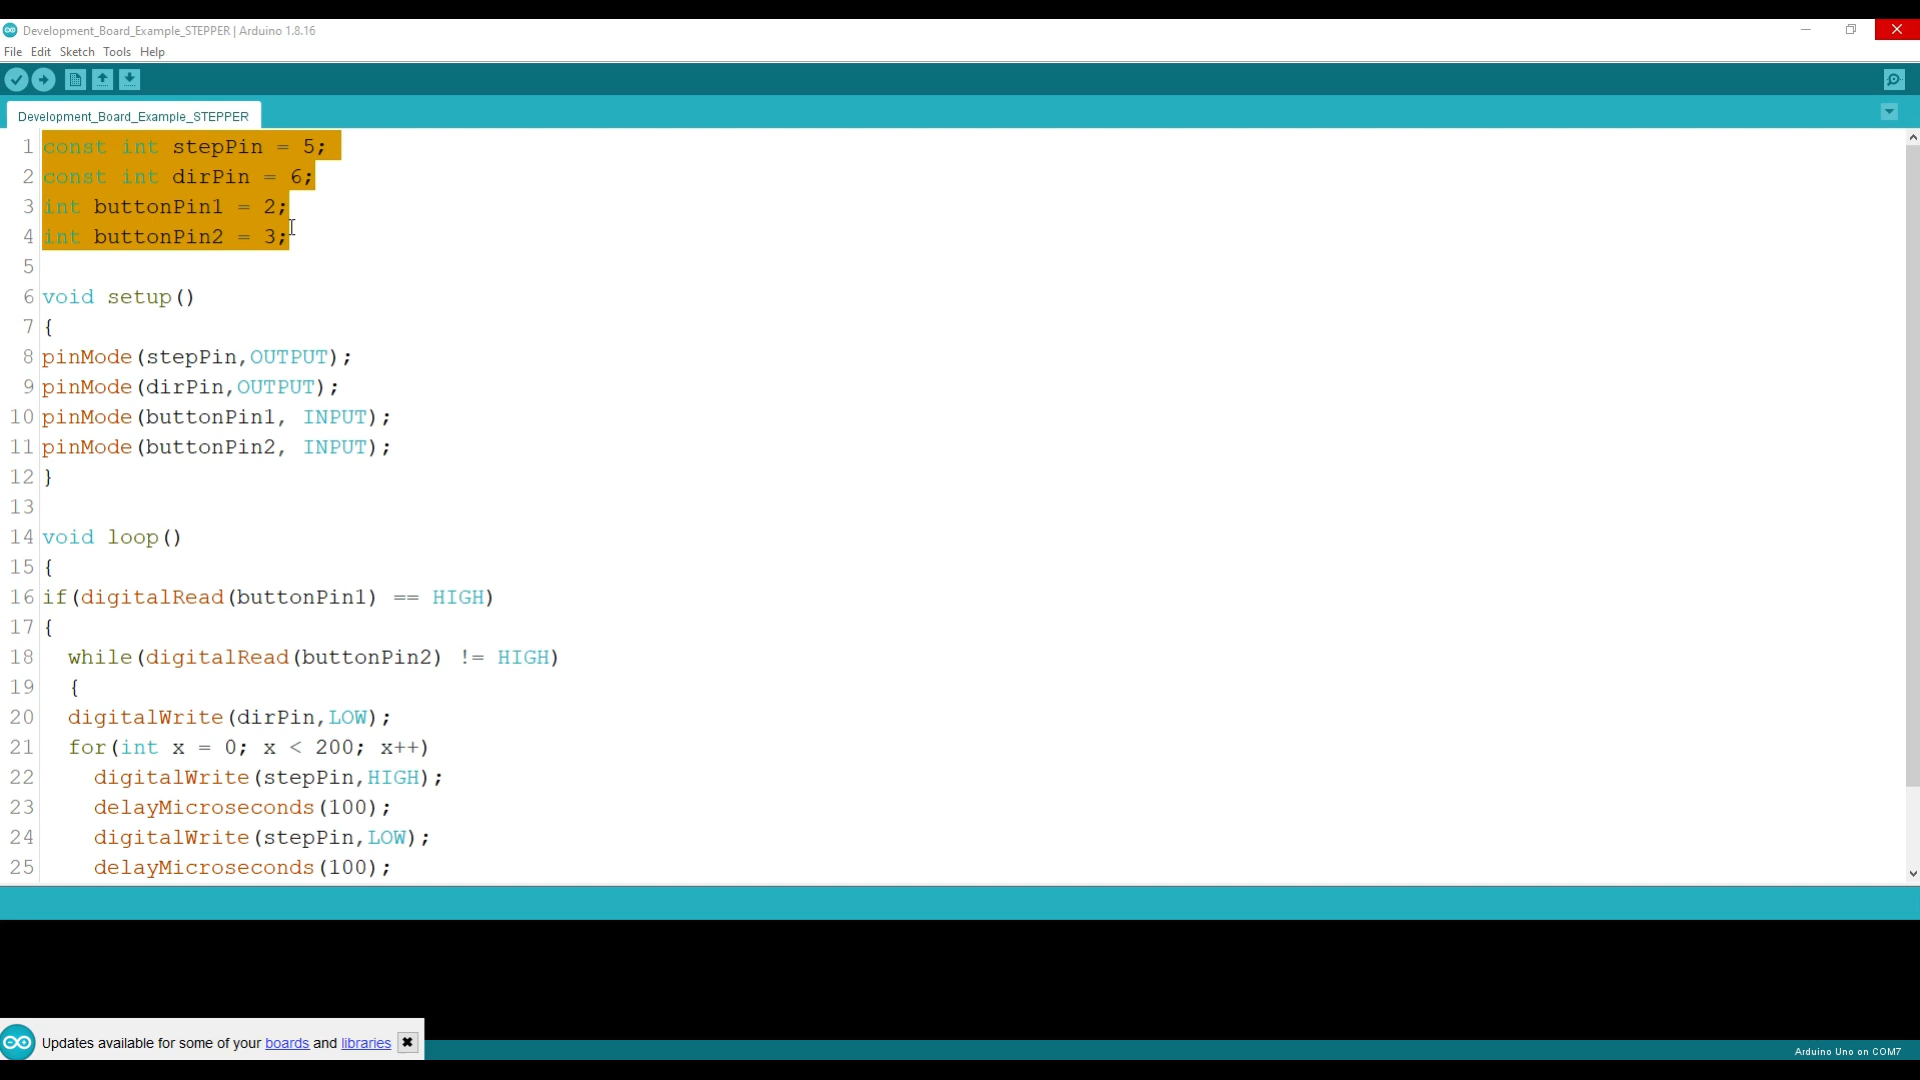 Development_Board_Example_STEPPER | Arduino 1.8.16
File Edit Sketch Tools Help
Development_Board_Example_STEPPER
1 const int stepPin = 5;
2 const int dirPin = 6;
3 int buttonPin1 = 2;
4 int buttonPin2 = 3;
5
6 void setup()
7 {
8 pinMode(stepPin,OUTPUT);
9 pinMode(dirPin,OUTPUT);
10 pinMode(buttonPin1, INPUT);
11 pinMode(buttonPin2, INPUT);
12 }
13
14 void loop()
15 {
16 if(digitalRead(buttonPin1) == HIGH)
17 {
18 while(digitalRead(buttonPin2) != HIGH)
19 {
20 digitalWrite(dirPin,LOW);
21 for(int x = 0; x < 200; x++)
22 digitalWrite(stepPin,HIGH);
23 delayMicroseconds(100);
24 digitalWrite(stepPin,LOW);
25 delayMicroseconds(100);
Updates available for some of your boards and libraries
Arduino Uno on COM7